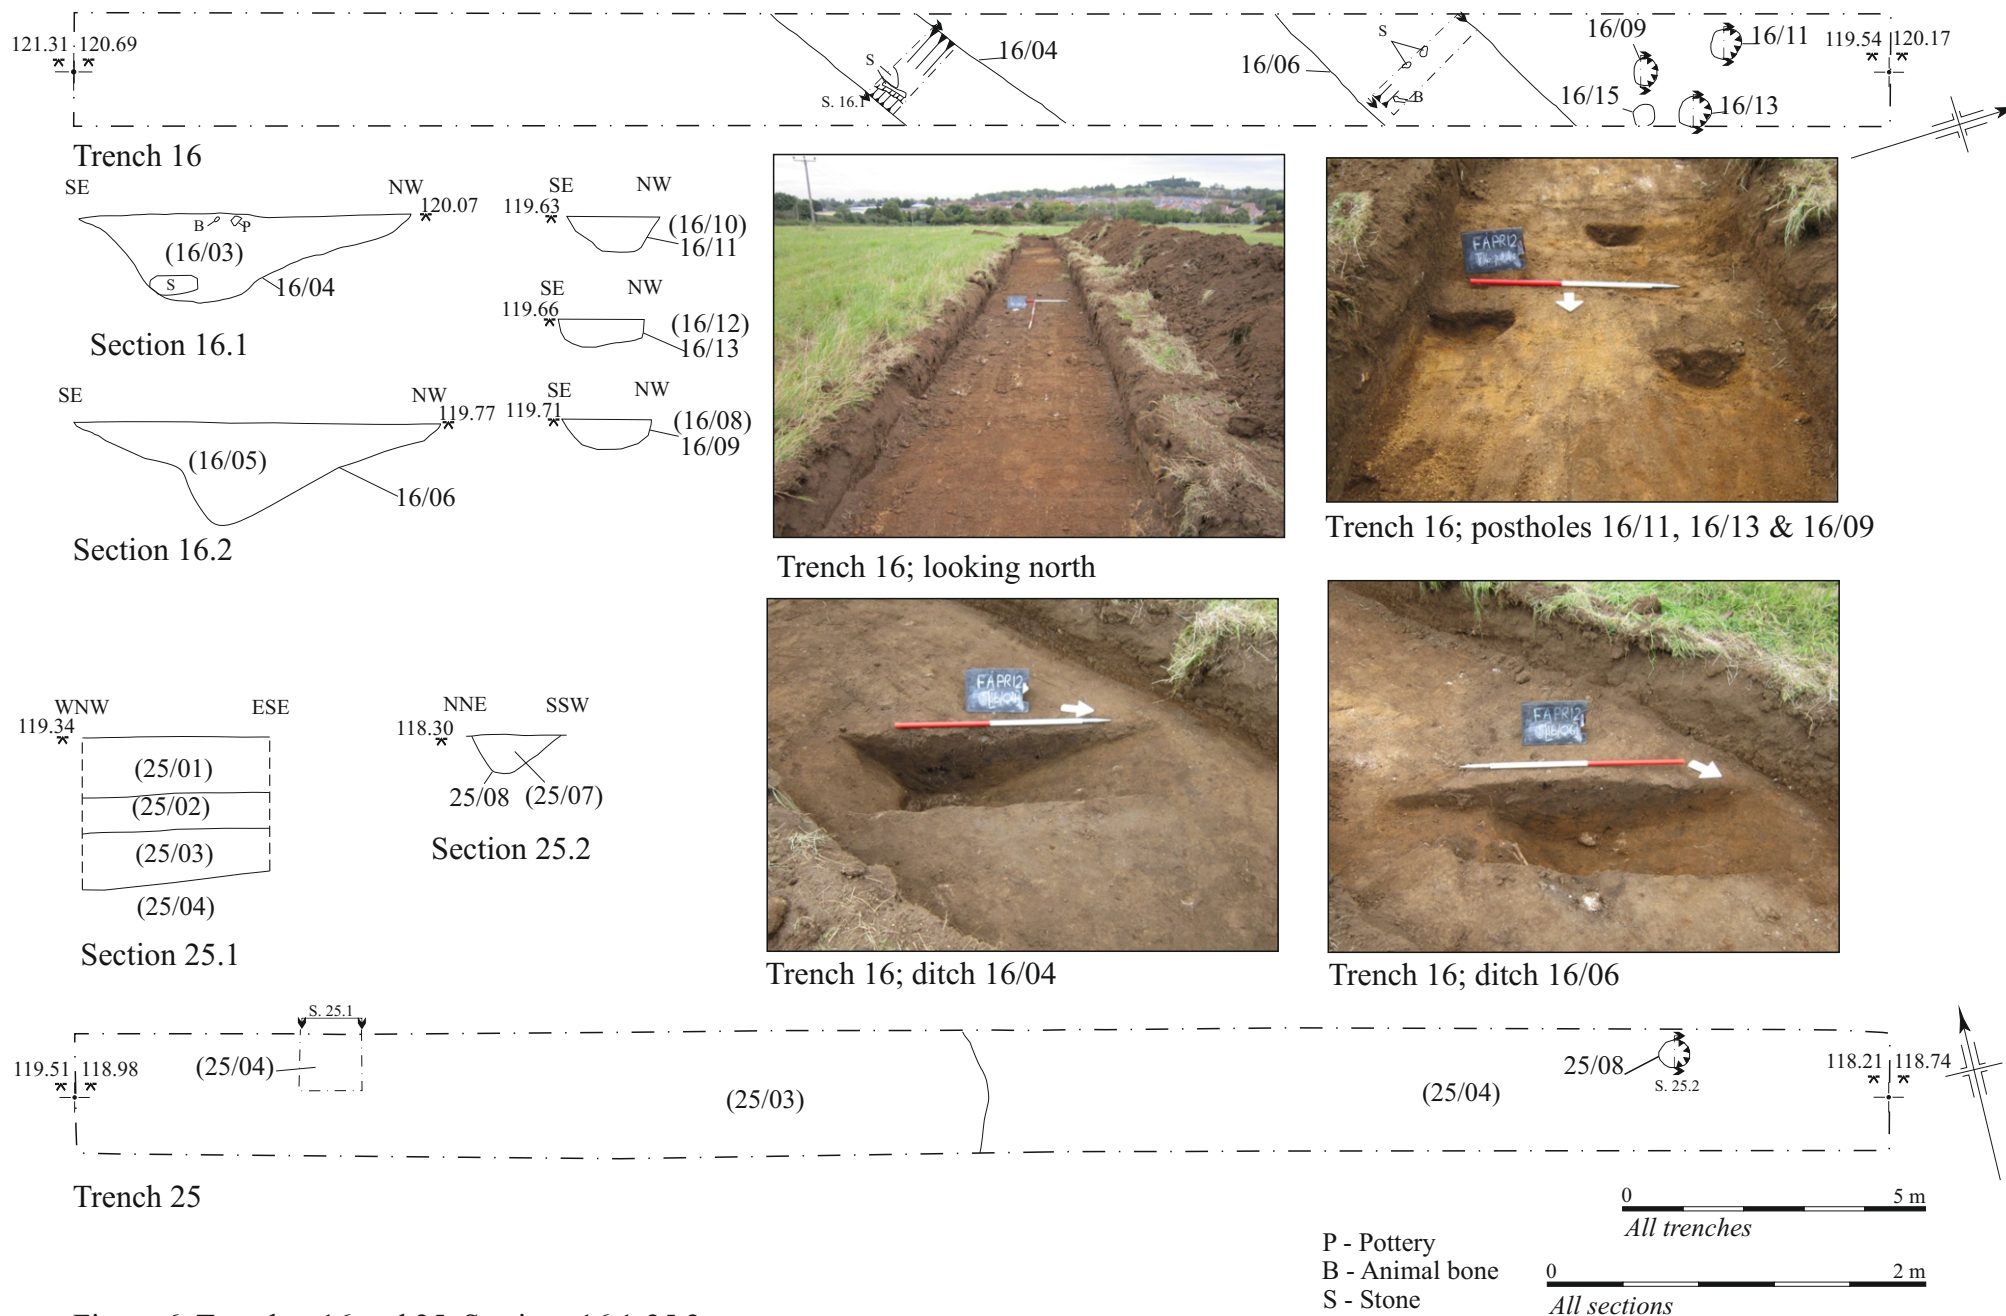 121.31 120.69
S
S. 16.1
16/04
16/06
S
B
16/09
16/11
16/15
16/13
119.54 120.17
Trench 16
SE NW
120.07
B P
(16/03)
S
16/04
Section 16.1
SE NW
119.63
(16/10)
16/11
SE NW
119.66
(16/12)
16/13
SE NW
119.77
(16/05)
16/06
Section 16.2
SE NW
119.71
(16/08)
16/09
Trench 16; looking north
FAPR12
Trench 16; postholes 16/11, 16/13 & 16/09
FAPR12
Trench 16; ditch 16/04
FAPR12
Trench 16; ditch 16/06
WNW ESE
119.34
(25/01)
(25/02)
(25/03)
(25/04)
Section 25.1
NNE SSW
118.30
25/08 (25/07)
Section 25.2
S. 25.1
119.51 118.98
(25/04)
(25/03)
(25/04)
25/08
S. 25.2
118.21 118.74
Trench 25
0 5 m
All trenches
P - Pottery
B - Animal bone
S - Stone
0 2 m
All sections